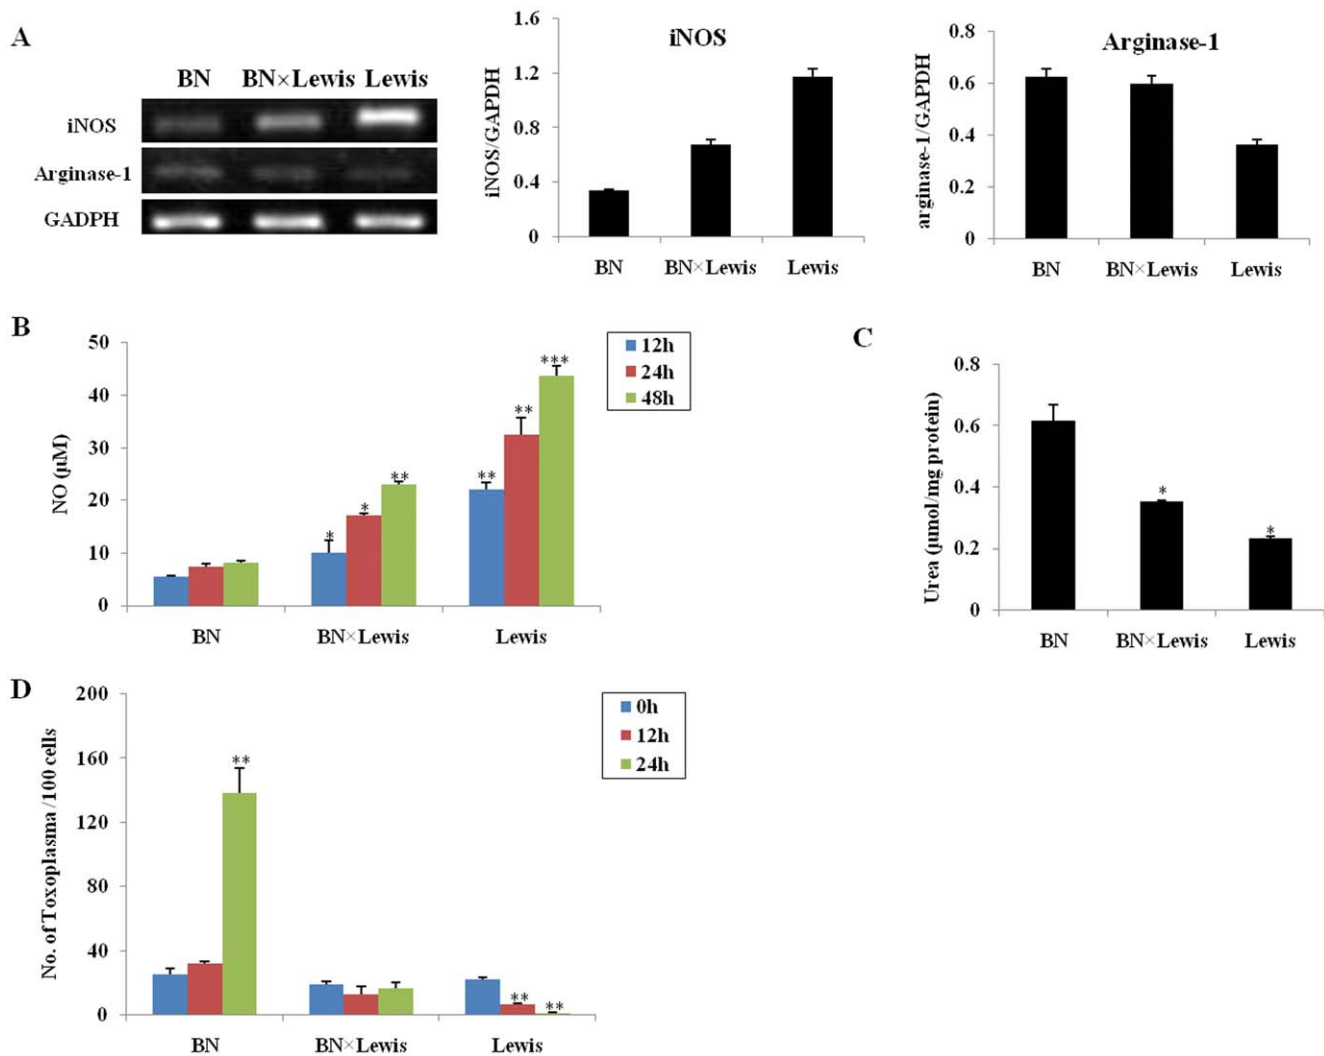 A
BN BN×Lewis Lewis
iNOS
Arginase-1
GADPH
iNOS
iNOS/GAPDH
1.6
1.2
0.8
0.4
0
BN BN×Lewis Lewis
Arginase-1
arginase-1/GAPDH
0.8
0.6
0.4
0.2
0
BN BN×Lewis Lewis
B
NO (μM)
50
40
30
20
10
0
* * **
** ** ***
BN BN×Lewis Lewis
12h
24h
48h
C
Urea (μmol/mg protein)
0.8
0.6
0.4
0.2
0
* *
BN BN×Lewis Lewis
D
No. of Toxoplasma /100 cells
200
160
120
80
40
0
**
** **
BN BN×Lewis Lewis
0h
12h
24h